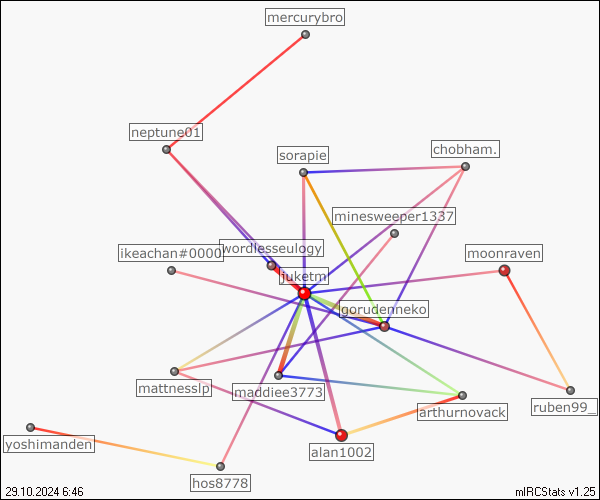 mercurybro
neptune01
sorapie
chobham.
minesweeper1337
ikeachan#0000
wordlesseulogy
moonraven
juketm
gorudenneko
mattnesslp
maddiee3773
arthurnovack
ruben99_
yoshimanden
alan1002
hos8778
29.10.2024 6:46
mIRCStats v1.25